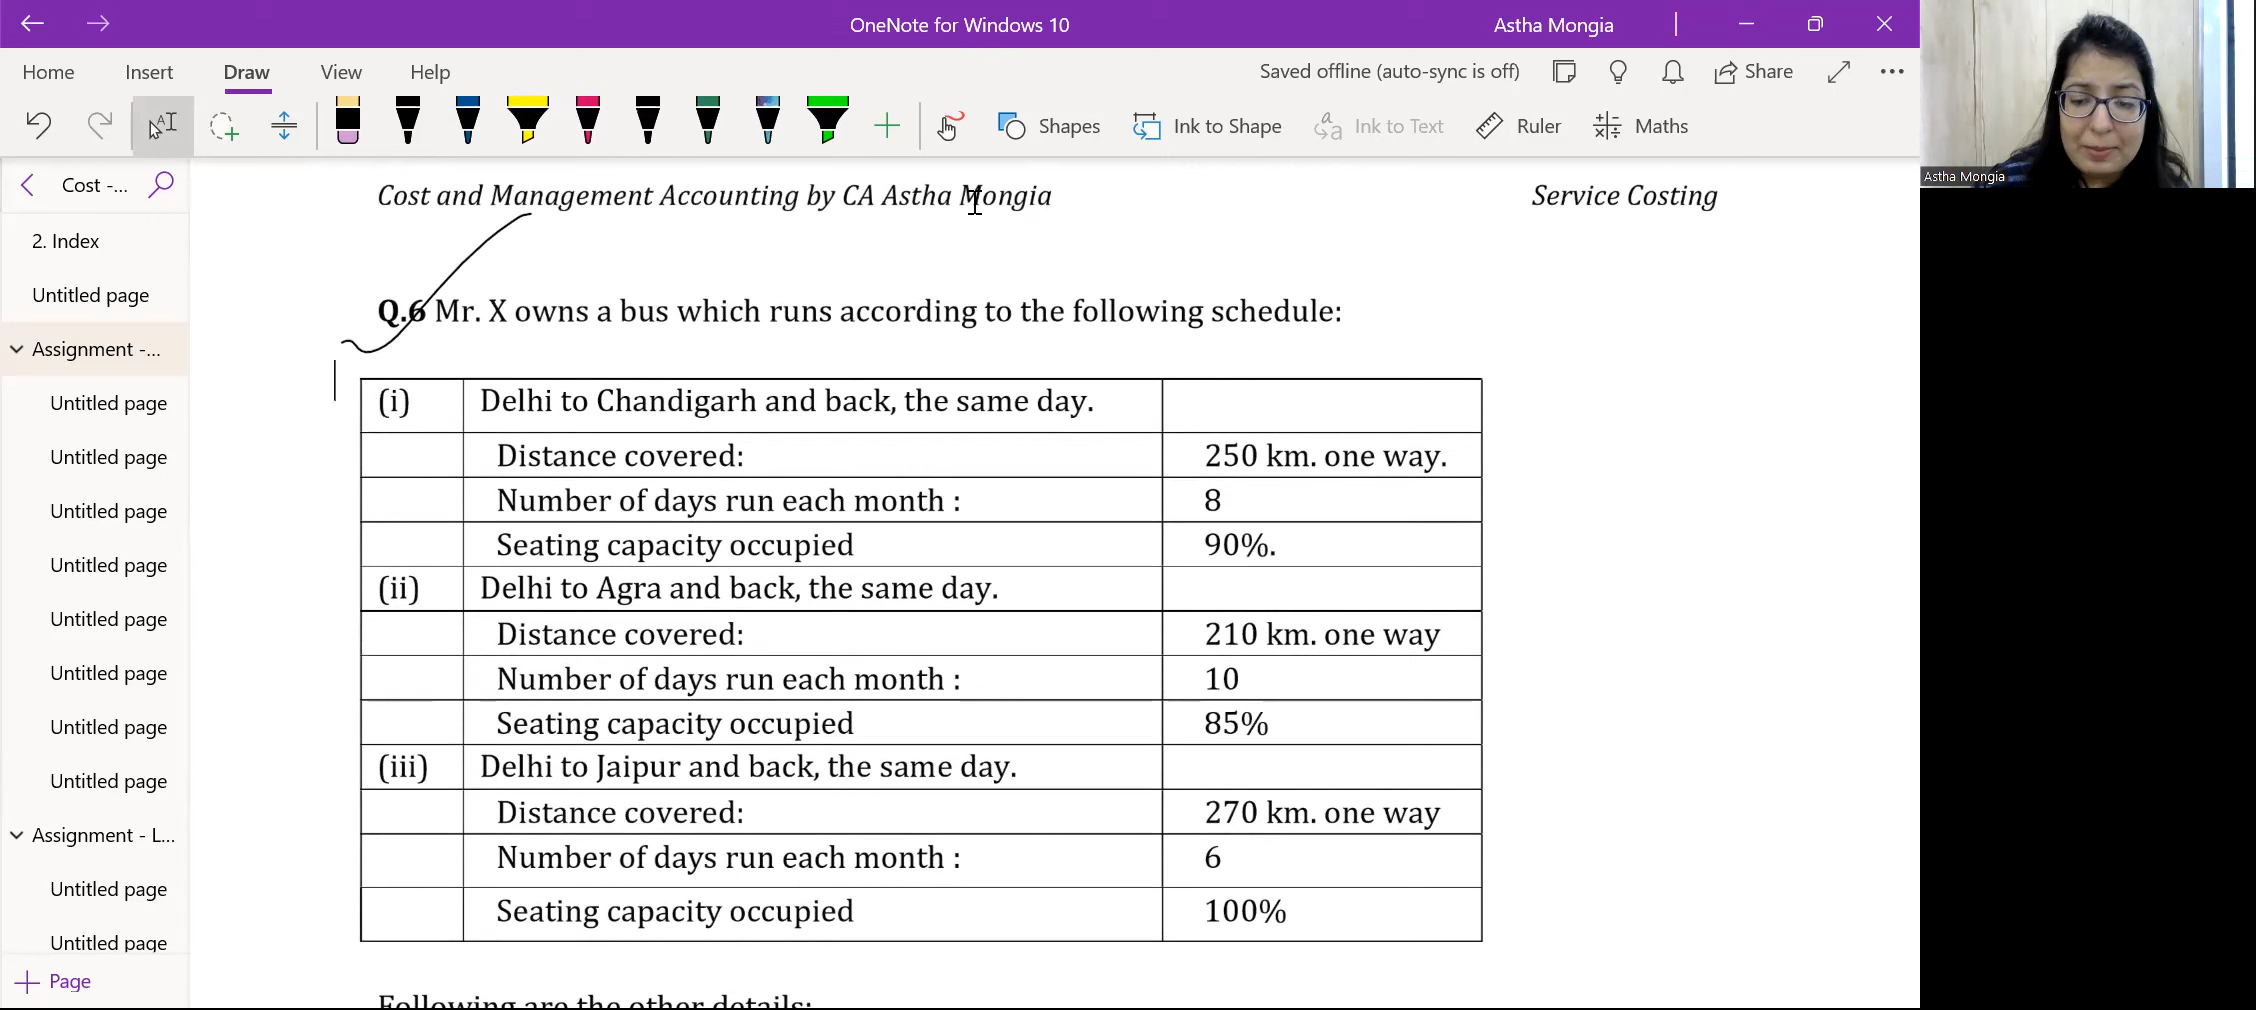 OneNote for Windows 10
Astha Mongia
Home Insert Draw View Help
Saved offline (auto-sync is off)
Share
Shapes
Ink to Shape
Ink to Text
Ruler
Maths
Cost -...
2. Index
Untitled page
Assignment -...
Untitled page
Untitled page
Untitled page
Untitled page
Untitled page
Untitled page
Untitled page
Untitled page
Assignment - L...
Untitled page
Untitled page
Page
Cost and Management Accounting by CA Astha Mongia
Service Costing
Q.6 Mr. X owns a bus which runs according to the following schedule:
(i) Delhi to Chandigarh and back, the same day.
Distance covered: 250 km. one way.
Number of days run each month : 8
Seating capacity occupied 90%.
(ii) Delhi to Agra and back, the same day.
Distance covered: 210 km. one way
Number of days run each month : 10
Seating capacity occupied 85%
(iii) Delhi to Jaipur and back, the same day.
Distance covered: 270 km. one way
Number of days run each month : 6
Seating capacity occupied 100%
Following are the other details:
Astha Mongia